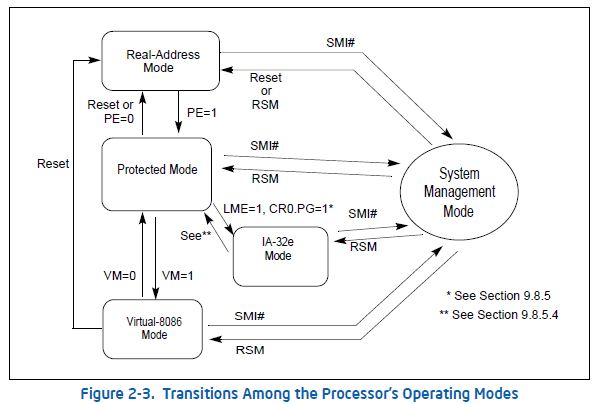 SMI#
Real-Address
Mode
Reset
or
RSM
Reset or
PE=0
PE=1
SMI#
Reset
Protected Mode
RSM
System
Management
Mode
LME=1, CR0.PG=1*
SMI#
See**
IA-32e
Mode
RSM
VM=0
VM=1
* See Section 9.8.5
** See Section 9.8.5.4
Virtual-8086
Mode
SMI#
RSM
Figure 2-3. Transitions Among the Processor's Operating Modes